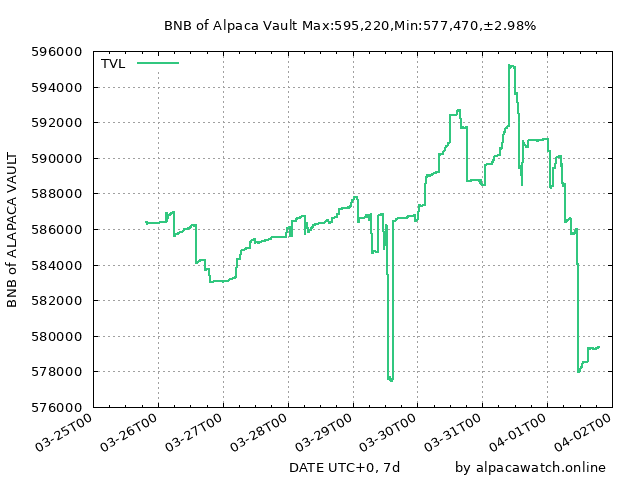 BNB of Alpaca Vault Max:595,220,Min:577,470,±2.98%
TVL
596000
594000
592000
590000
588000
586000
584000
582000
580000
578000
576000
BNB of ALAPACA VAULT
03-25T00
03-26T00
03-27T00
03-28T00
03-29T00
03-30T00
03-31T00
04-01T00
04-02T00
DATE UTC+0, 7d
by alpacawatch.online